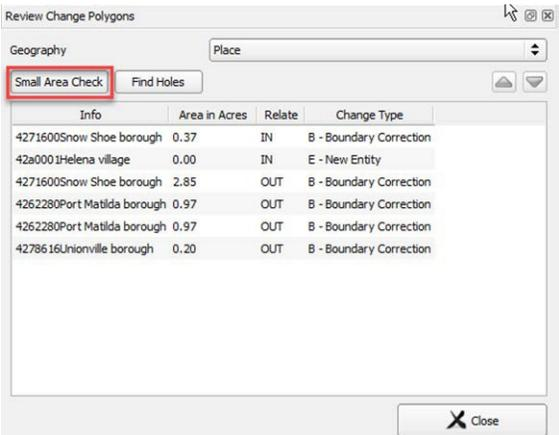 Review Change Polygons
Geography Place
Small Area Check Find Holes
Info Area in Acres Relate Change Type
4271600Snow Shoe borough 0.37 IN B - Boundary Correction
42a0001Helena village 0.00 IN E - New Entity
4271600Snow Shoe borough 2.85 OUT B - Boundary Correction
4262280Port Matilda borough 0.97 OUT B - Boundary Correction
4262280Port Matilda borough 0.97 OUT B - Boundary Correction
4278616Unionville borough 0.20 OUT B - Boundary Correction
Close